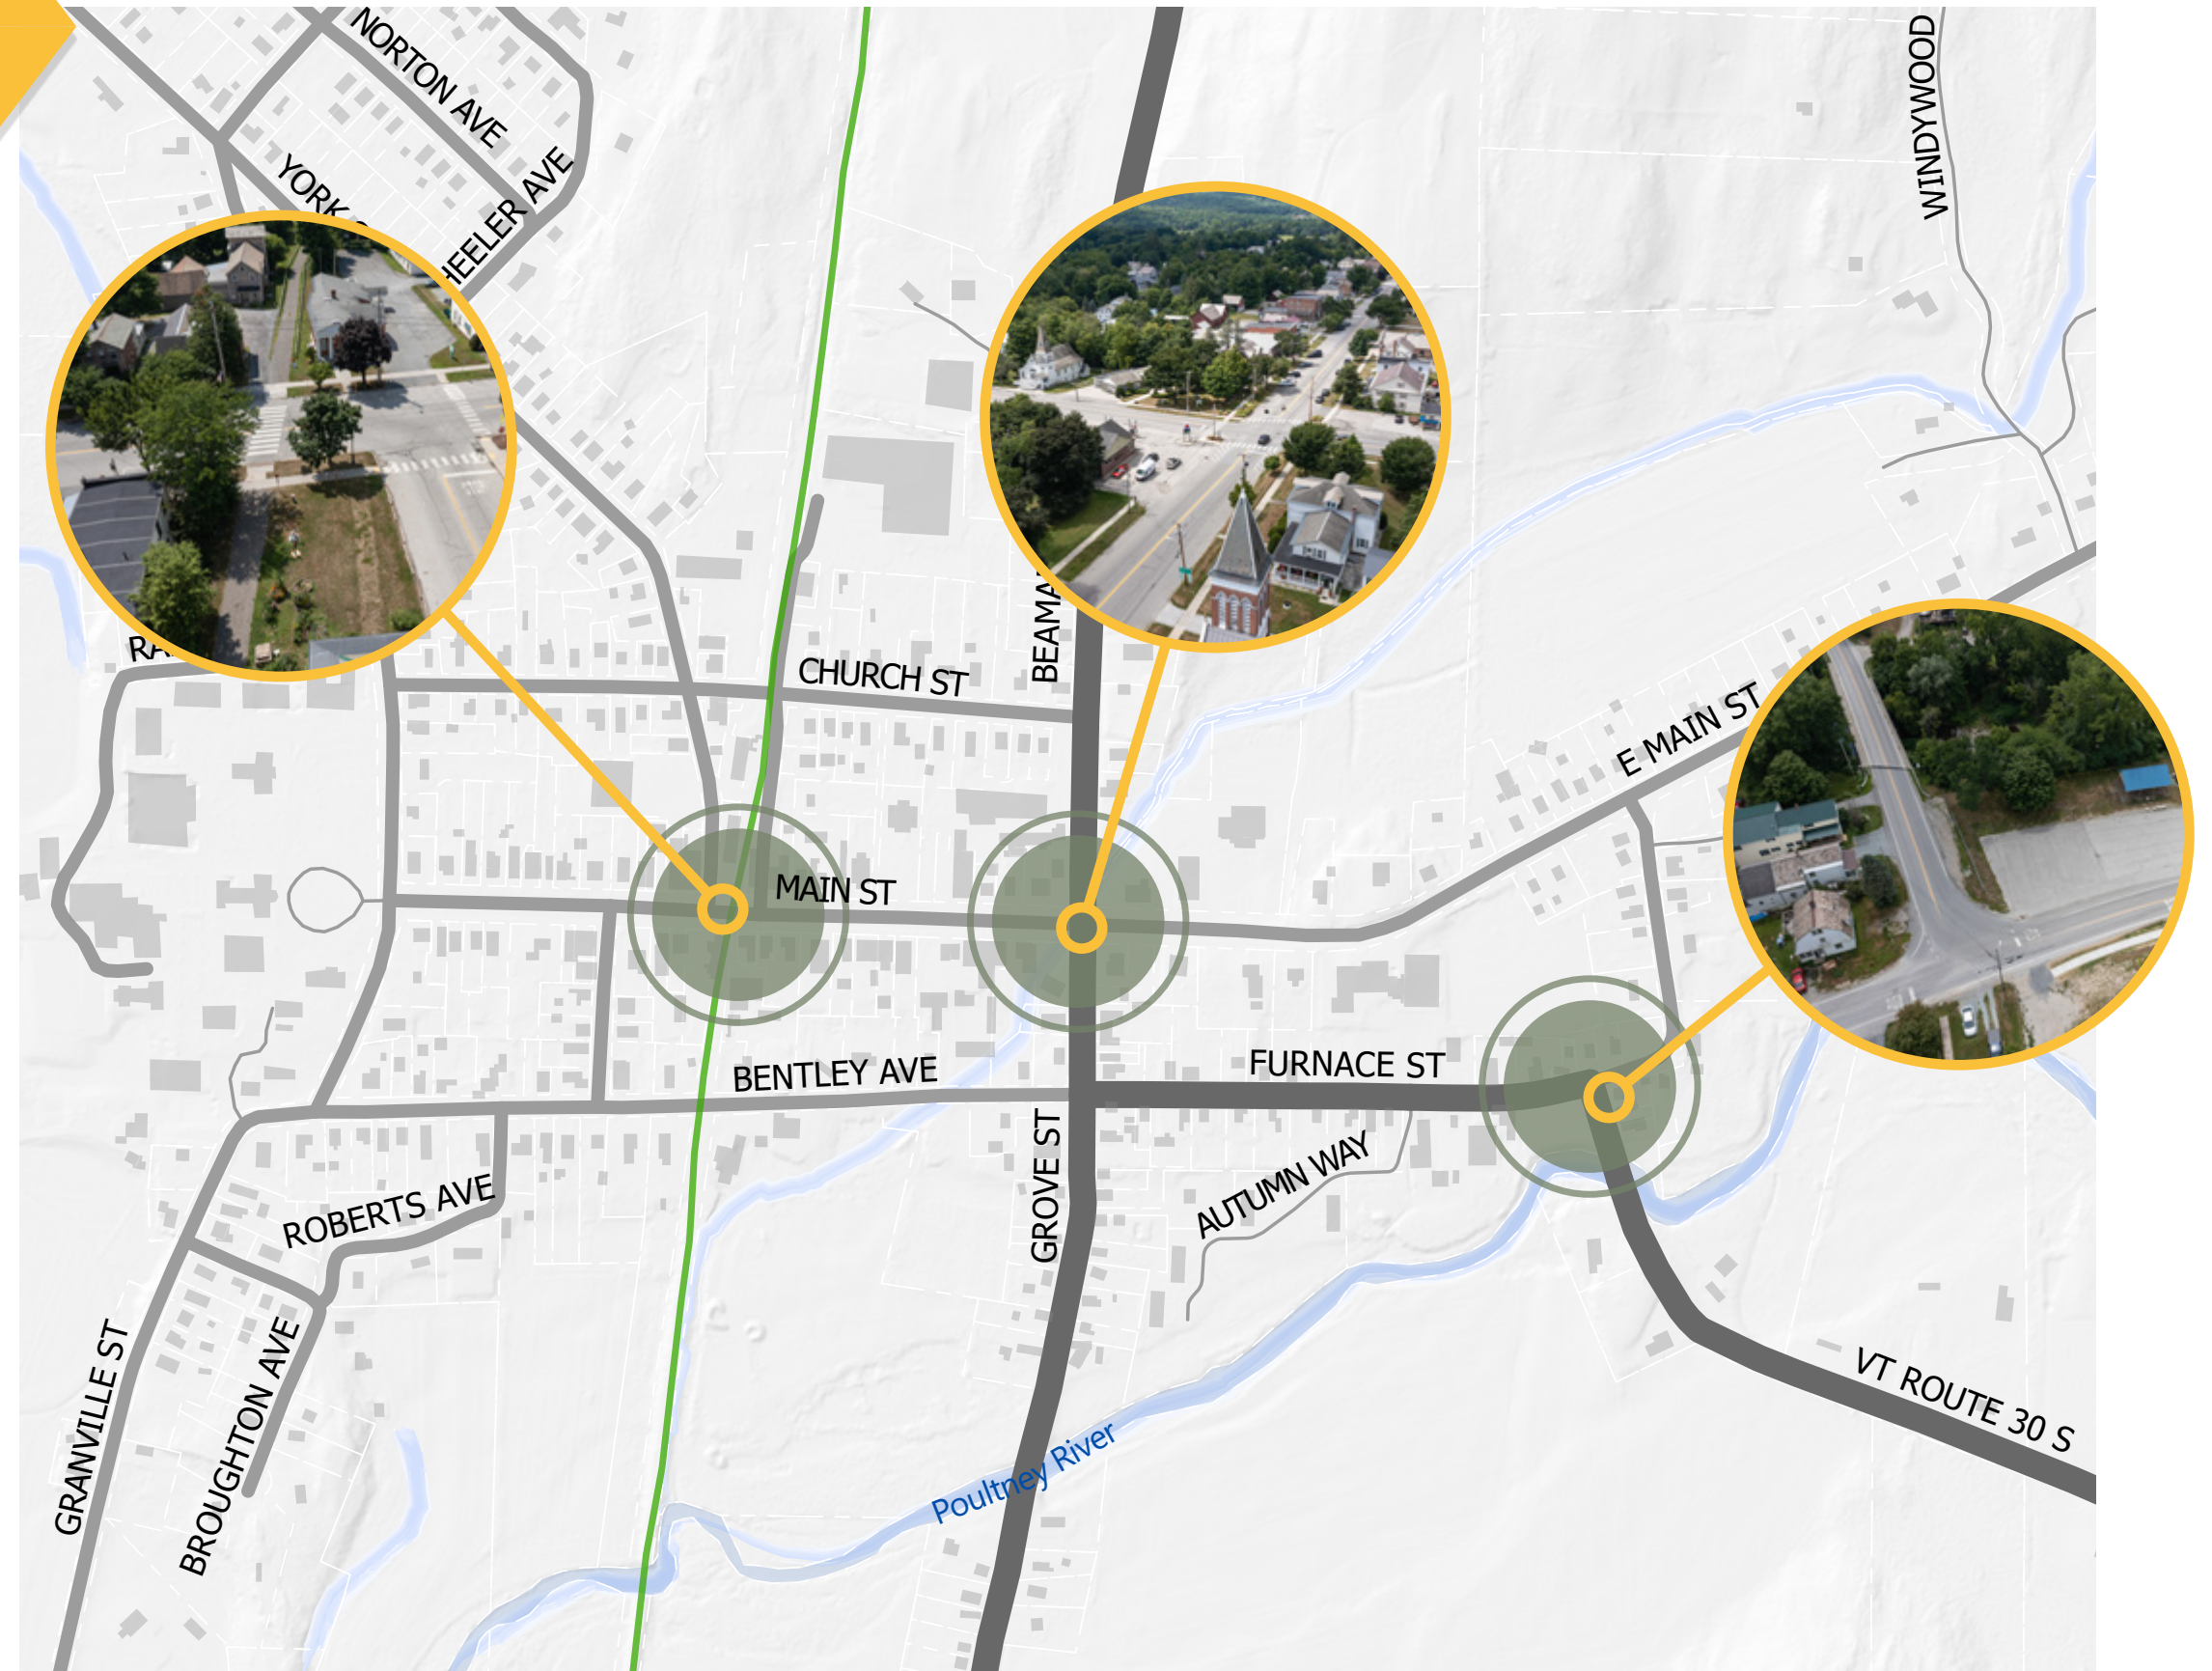 NORTON AVE
WINDYWOOD
YORK
HEELER AVE
CHURCH ST
BEAMA
E MAIN ST
MAIN ST
FURNACE ST
BENTLEY AVE
GROVE ST
AUTUMN WAY
ROBERTS AVE
GRANVILLE ST
BROUGHTON AVE
VT ROUTE 30 S
Poultney River